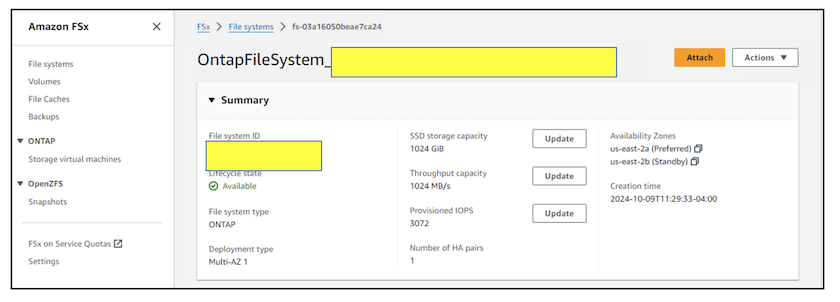 Amazon FSx
File systems
Volumes
File Caches
Backups
ONTAP
Storage virtual machines
OpenZFS
Snapshots
FSx on Service Quotas
Settings
FSx > File systems > fs-03a16050beae7ca24
OntapFileSystem_
Attach
Actions
Summary
File system ID
Lifecycle state
Available
File system type
ONTAP
Deployment type
Multi-AZ 1
SSD storage capacity
1024 GiB
Update
Throughput capacity
1024 MB/s
Update
Provisioned IOPS
3072
Update
Number of HA pairs
1
Availability Zones
us-east-2a (Preferred)
us-east-2b (Standby)
Creation time
2024-10-09T11:29:33-04:00